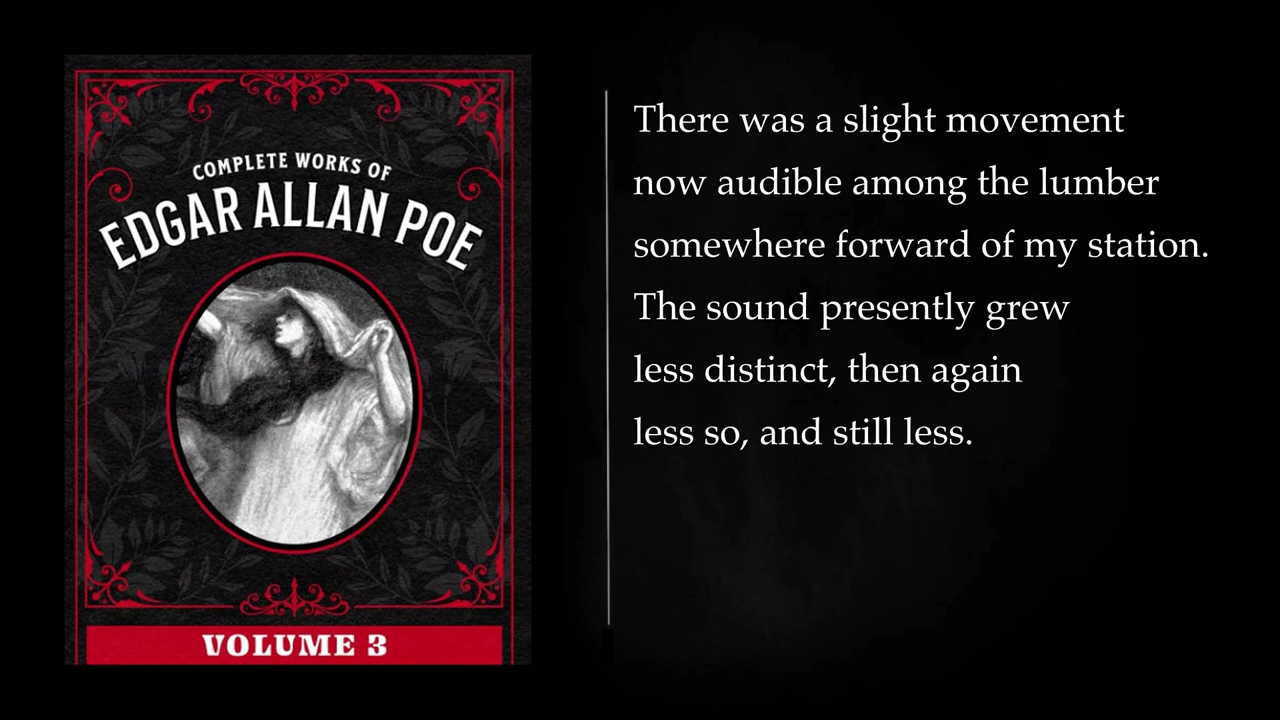 COMPLETE WORKS OF
EDGAR ALLAN POE
VOLUME 3
There was a slight movement
now audible among the lumber
somewhere forward of my station.
The sound presently grew
less distinct, then again
less so, and still less.